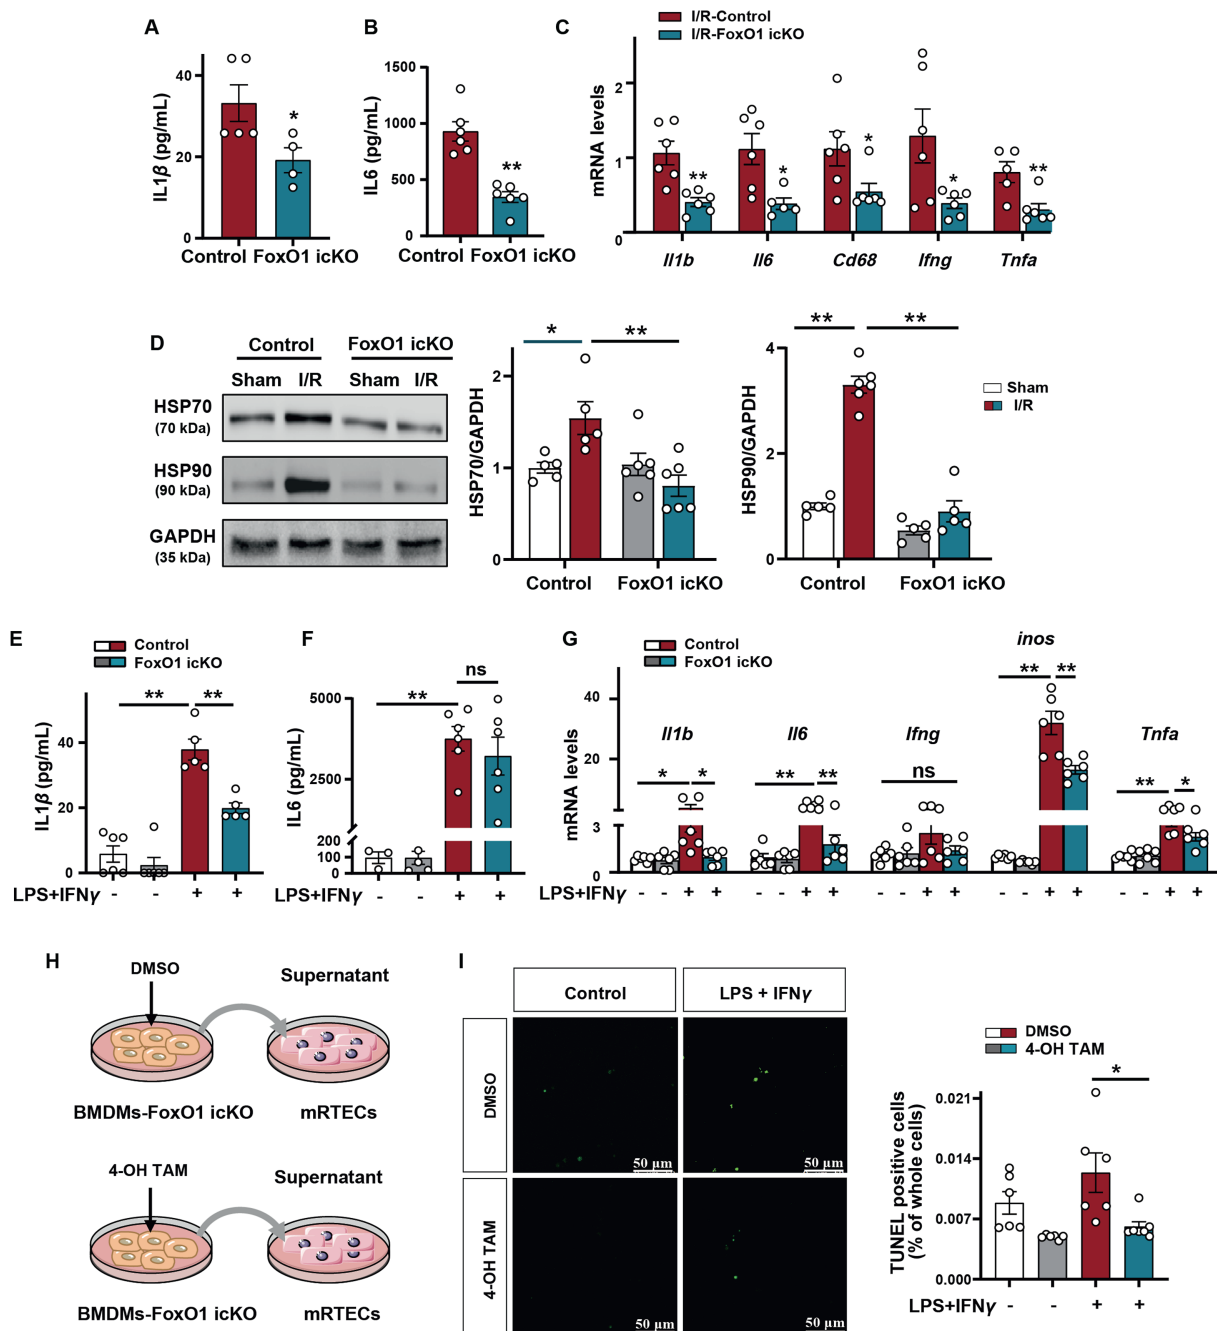 A
IL1β (pg/mL)
40
20
0
*
Control FoxO1 icKO
B
IL6 (pg/mL)
1500
1000
500
0
**
Control FoxO1 icKO
C
I/R-Control
I/R-FoxO1 icKO
mRNA levels
2
1
0
** * * * **
Il1b Il6 Cd68 Ifng Tnfa
D
Control FoxO1 icKO
Sham I/R Sham I/R
HSP70
(70 kDa)
HSP90
(90 kDa)
GAPDH
(35 kDa)
HSP70/GAPDH
2
1
0
* **
Control FoxO1 icKO
HSP90/GAPDH
4
2
0
** **
Control FoxO1 icKO
Sham
I/R
E
Control
FoxO1 icKO
IL1β (pg/mL)
40
20
0
** **
LPS+IFNγ - - + +
F
IL6 (pg/mL)
5000
2500
200
100
0
** ns
LPS+IFNγ - - + +
G
Control
FoxO1 icKO
mRNA levels
40
20
3
0
Il1b Il6 Ifng inos Tnfa
* * ** ** ns ** ** ** *
- - + + - - + + - - + + - - + + - - + +
H
DMSO
Supernatant
BMDMs-FoxO1 icKO mRTECs
4-OH TAM
Supernatant
BMDMs-FoxO1 icKO mRTECs
I
Control LPS + IFNγ
DMSO
50 µm 50 µm
4-OH TAM
50 µm 50 µm
DMSO
4-OH TAM
TUNEL positive cells
(% of whole cells)
0.021
0.014
0.007
0.000
*
LPS+IFNγ - - + +